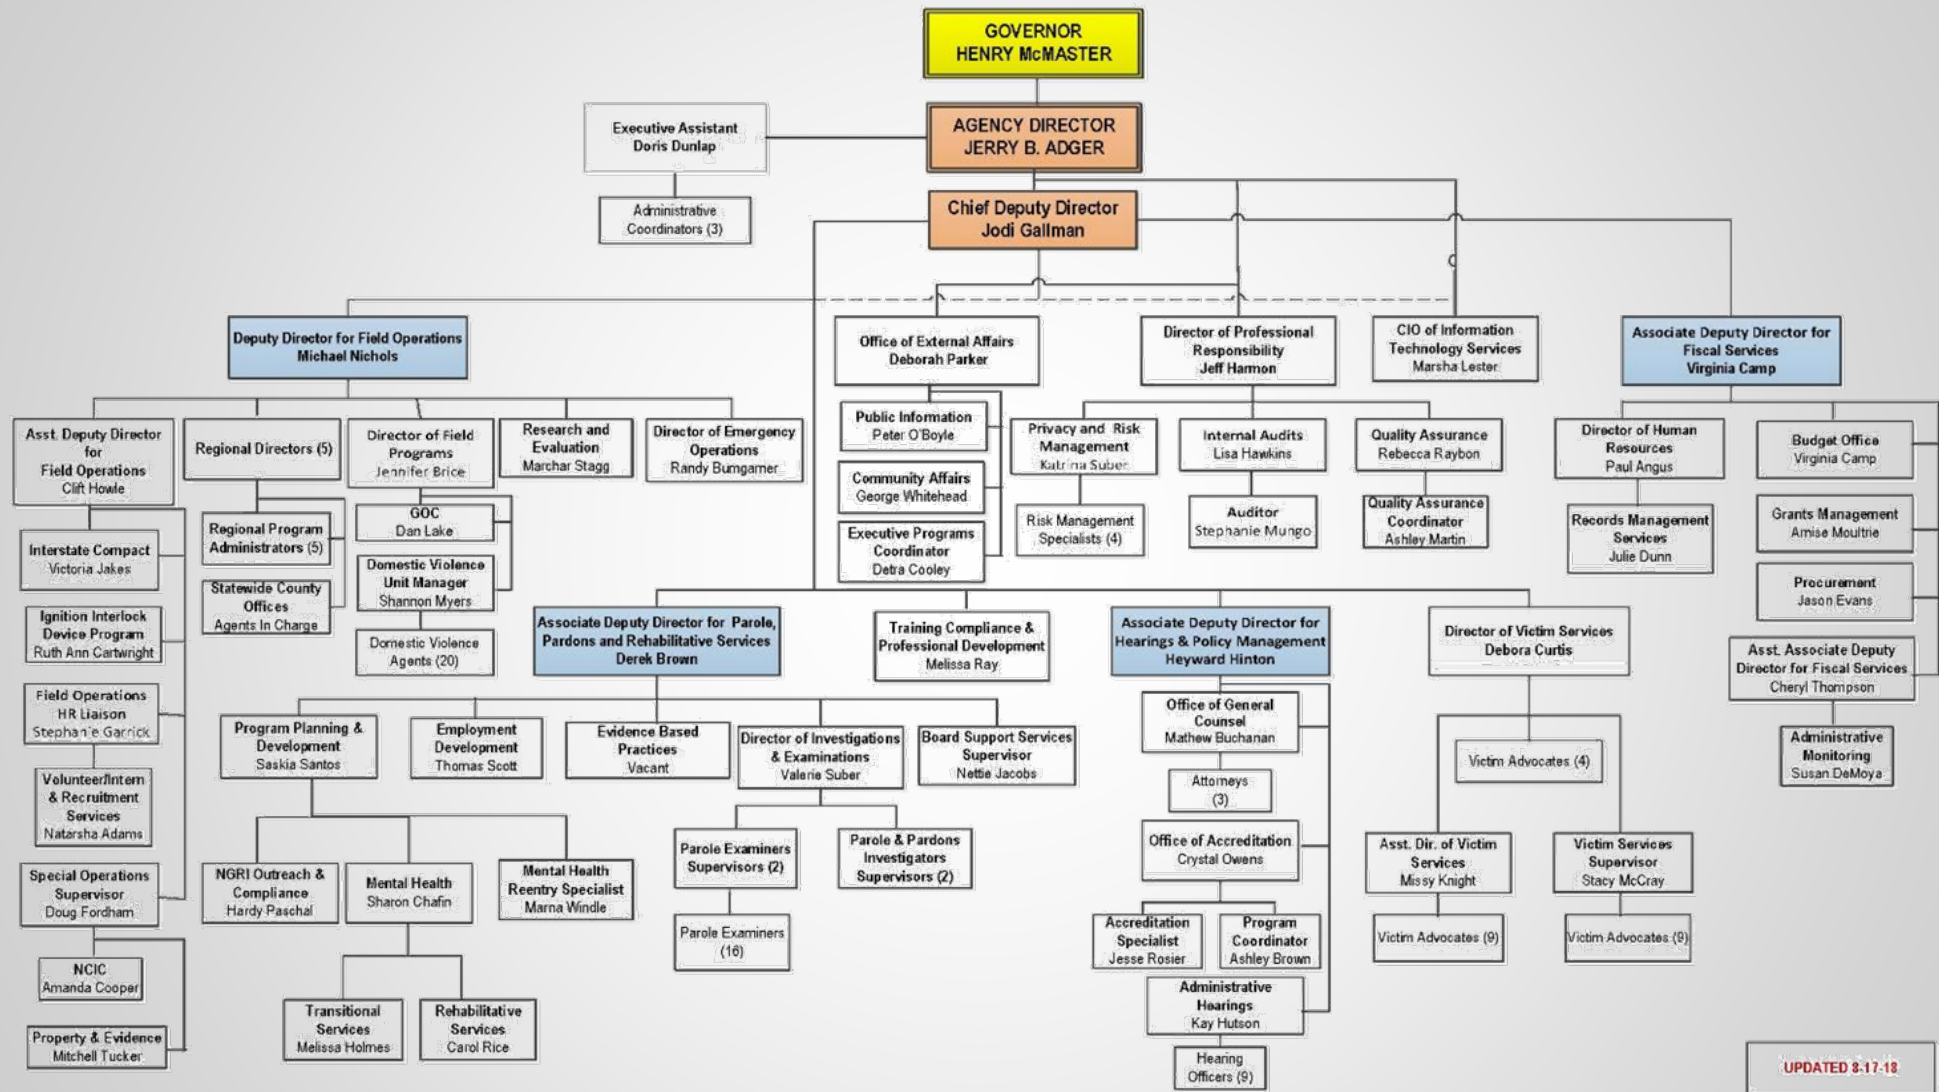 GOVERNOR
HENRY McMASTER
AGENCY DIRECTOR
JERRY B. ADGER
Executive Assistant
Doris Dunlap
Administrative
Coordinators (3)
Chief Deputy Director
Jodi Gallman
Deputy Director for Field Operations
Michael Nichols
Office of External Affairs
Deborah Parker
Director of Professional
Responsibility
Jeff Harmon
CIO of Information
Technology Services
Marsha Lester
Associate Deputy Director for
Fiscal Services
Virginia Camp
Asst. Deputy Director
for
Field Operations
Clift Howle
Regional Directors (5)
Director of Field
Programs
Jennifer Brice
Research and
Evaluation
Marchar Stagg
Director of Emergency
Operations
Randy Bumgarner
Public Information
Peter O'Boyle
Community Affairs
George Whitehead
Executive Programs
Coordinator
Detra Cooley
Privacy and Risk
Management
Katrina Suber
Risk Management
Specialists (4)
Internal Audits
Lisa Hawkins
Auditor
Stephanie Mungo
Quality Assurance
Rebecca Raybon
Quality Assurance
Coordinator
Ashley Martin
Director of Human
Resources
Paul Angus
Records Management
Services
Julie Dunn
Budget Office
Virginia Camp
Grants Management
Arnise Moultrie
Procurement
Jason Evans
Asst. Associate Deputy
Director for Fiscal Services
Cheryl Thompson
Administrative
Monitoring
Susan DeMoya
Interstate Compact
Victoria Jakes
Ignition Interlock
Device Program
Ruth Ann Cartwright
Field Operations
HR Liaison
Stephanie Garrick
Volunteer/Intern
& Recruitment
Services
Natarsha Adams
Special Operations
Supervisor
Doug Fordham
NCIC
Amanda Cooper
Property & Evidence
Mitchell Tucker
Regional Program
Administrators (5)
Statewide County
Offices
Agents In Charge
GOC
Dan Lake
Domestic Violence
Unit Manager
Shannon Myers
Domestic Violence
Agents (20)
Associate Deputy Director for Parole,
Pardons and Rehabilitative Services
Derek Brown
Training Compliance &
Professional Development
Melissa Ray
Associate Deputy Director for
Hearings & Policy Management
Heyward Hinton
Director of Victim Services
Debora Curtis
Program Planning &
Development
Saskia Santos
Employment
Development
Thomas Scott
Evidence Based
Practices
Vacant
Director of Investigations
& Examinations
Valerie Suber
Board Support Services
Supervisor
Nettie Jacobs
NGRI Outreach &
Compliance
Hardy Paschal
Mental Health
Sharon Chafin
Mental Health
Reentry Specialist
Marna Windle
Transitional
Services
Melissa Holmes
Rehabilitative
Services
Carol Rice
Parole Examiners
Supervisors (2)
Parole & Pardons
Investigators
Supervisors (2)
Parole Examiners
(16)
Office of General
Counsel
Mathew Buchanan
Attorneys
(3)
Office of Accreditation
Crystal Owens
Accreditation
Specialist
Jesse Rosier
Program
Coordinator
Ashley Brown
Administrative
Hearings
Kay Hutson
Hearing
Officers (9)
Victim Advocates (4)
Asst. Dir. of Victim
Services
Missy Knight
Victim Advocates (9)
Victim Services
Supervisor
Stacy McCray
Victim Advocates (9)
UPDATED 8-17-18